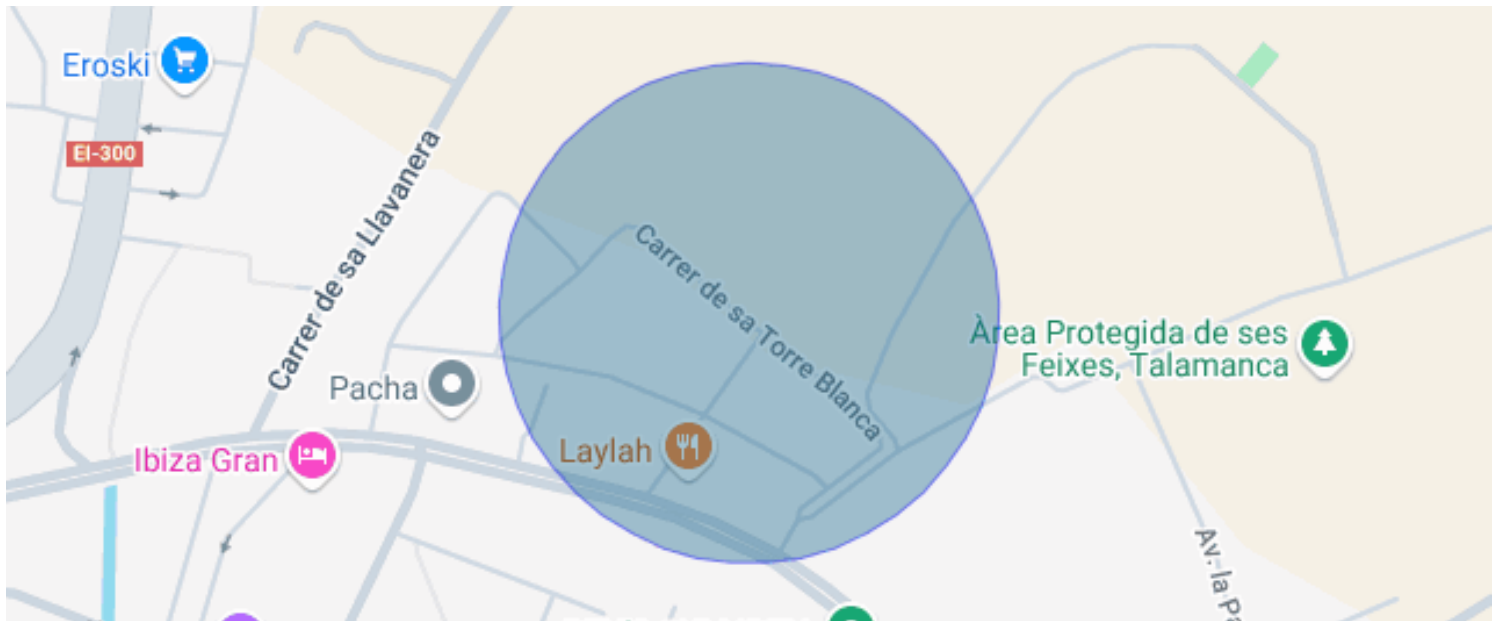 Eroski
EI-300
Carrer de sa Llavanera
Carrer de sa Torre Blanca
Àrea Protegida de ses
Feixes, Talamanca
Pacha
Laylah
Ibiza Gran
Av. la Pa